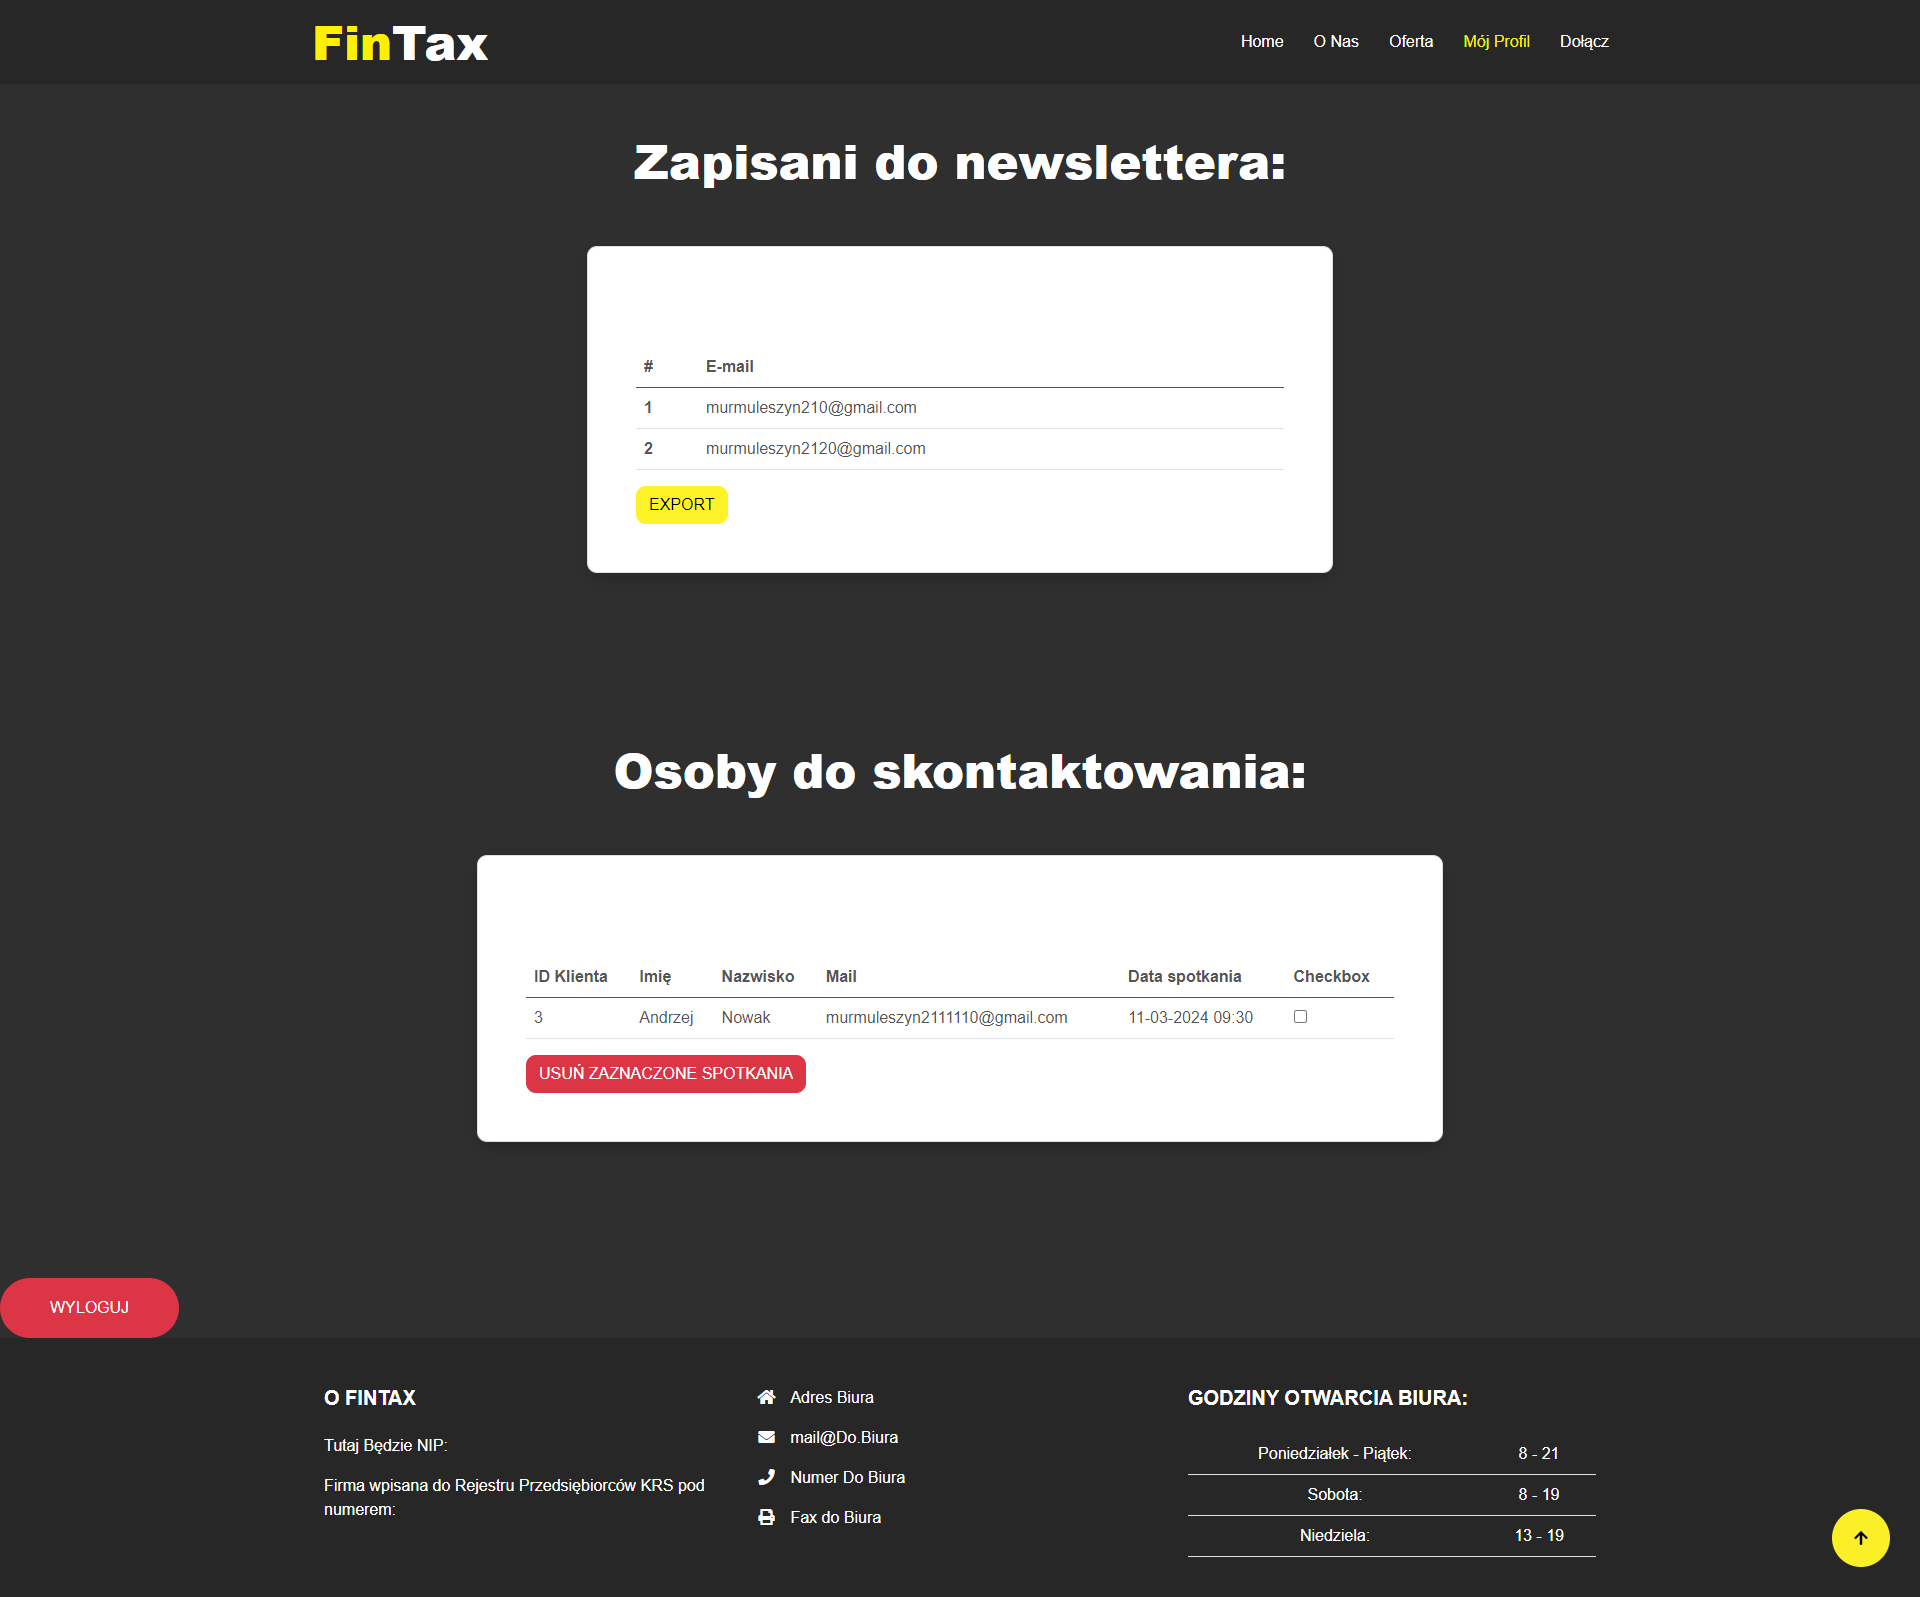 FinTax
Home O Nas Oferta Mój Profil Dołącz
Zapisani do newslettera:
# E-mail
1 murmuleszyn210@gmail.com
2 murmuleszyn2120@gmail.com
EXPORT
Osoby do skontaktowania:
ID Klienta Imię Nazwisko Mail Data spotkania Checkbox
3 Andrzej Nowak murmuleszyn2111110@gmail.com 11-03-2024 09:30
USUŃ ZAZNACZONE SPOTKANIA
WYLOGUJ
O FINTAX
Tutaj Będzie NIP:
Firma wpisana do Rejestru Przedsiębiorców KRS pod
numerem:
Adres Biura
mail@Do.Biura
Numer Do Biura
Fax do Biura
GODZINY OTWARCIA BIURA:
Poniedziałek - Piątek: 8 - 21
Sobota: 8 - 19
Niedziela: 13 - 19